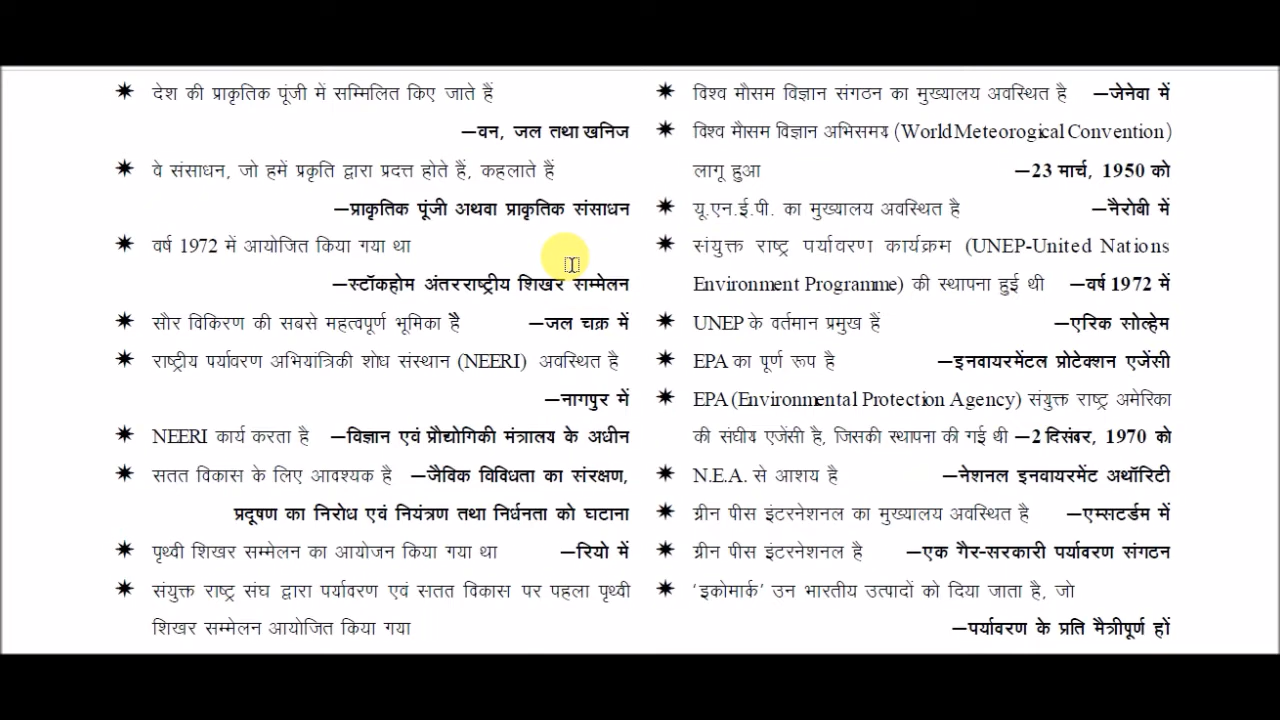 ✷ देश की प्राकृतिक पूंजी में सम्मिलित किए जाते हैं
—वन, जल तथा खनिज
✷ वे संसाधन, जो हमें प्रकृति द्वारा प्रदत्त होते हैं, कहलाते हैं
—प्राकृतिक पूंजी अथवा प्राकृतिक संसाधन
✷ वर्ष 1972 में आयोजित किया गया था
—स्टॉकहोम अंतरराष्ट्रीय शिखर सम्मेलन
✷ सौर विकिरण की सबसे महत्वपूर्ण भूमिका है —जल चक्र में
✷ राष्ट्रीय पर्यावरण अभियांत्रिकी शोध संस्थान (NEERI) अवस्थित है
—नागपुर में
✷ NEERI कार्य करता है —विज्ञान एवं प्रौद्योगिकी मंत्रालय के अधीन
✷ सतत विकास के लिए आवश्यक है —जैविक विविधता का संरक्षण,
प्रदूषण का निरोध एवं नियंत्रण तथा निर्धनता को घटाना
✷ पृथ्वी शिखर सम्मेलन का आयोजन किया गया था —रियो में
✷ संयुक्त राष्ट्र संघ द्वारा पर्यावरण एवं सतत विकास पर पहला पृथ्वी
शिखर सम्मेलन आयोजित किया गया
✷ विश्व मौसम विज्ञान संगठन का मुख्यालय अवस्थित है —जेनेवा में
✷ विश्व मौसम विज्ञान अभिसमय (World Meteorogical Convention)
लागू हुआ —23 मार्च, 1950 को
✷ यू.एन.ई.पी. का मुख्यालय अवस्थित है —नैरोबी में
✷ संयुक्त राष्ट्र पर्यावरण कार्यक्रम (UNEP-United Nations
Environment Programme) की स्थापना हुई थी —वर्ष 1972 में
✷ UNEP के वर्तमान प्रमुख हैं —एरिक सोल्हेम
✷ EPA का पूर्ण रूप है —इनवायरमेंटल प्रोटेक्शन एजेंसी
✷ EPA (Environmental Protection Agency) संयुक्त राष्ट्र अमेरिका
की संघीय एजेंसी है, जिसकी स्थापना की गई थी —2 दिसंबर, 1970 को
✷ N.E.A. से आशय है —नेशनल इनवायरमेंट अथॉरिटी
✷ ग्रीन पीस इंटरनेशनल का मुख्यालय अवस्थित है —एम्सटर्डम में
✷ ग्रीन पीस इंटरनेशनल है —एक गैर-सरकारी पर्यावरण संगठन
✷ ‘इकोमार्क’ उन भारतीय उत्पादों को दिया जाता है, जो
—पर्यावरण के प्रति मैत्रीपूर्ण हों